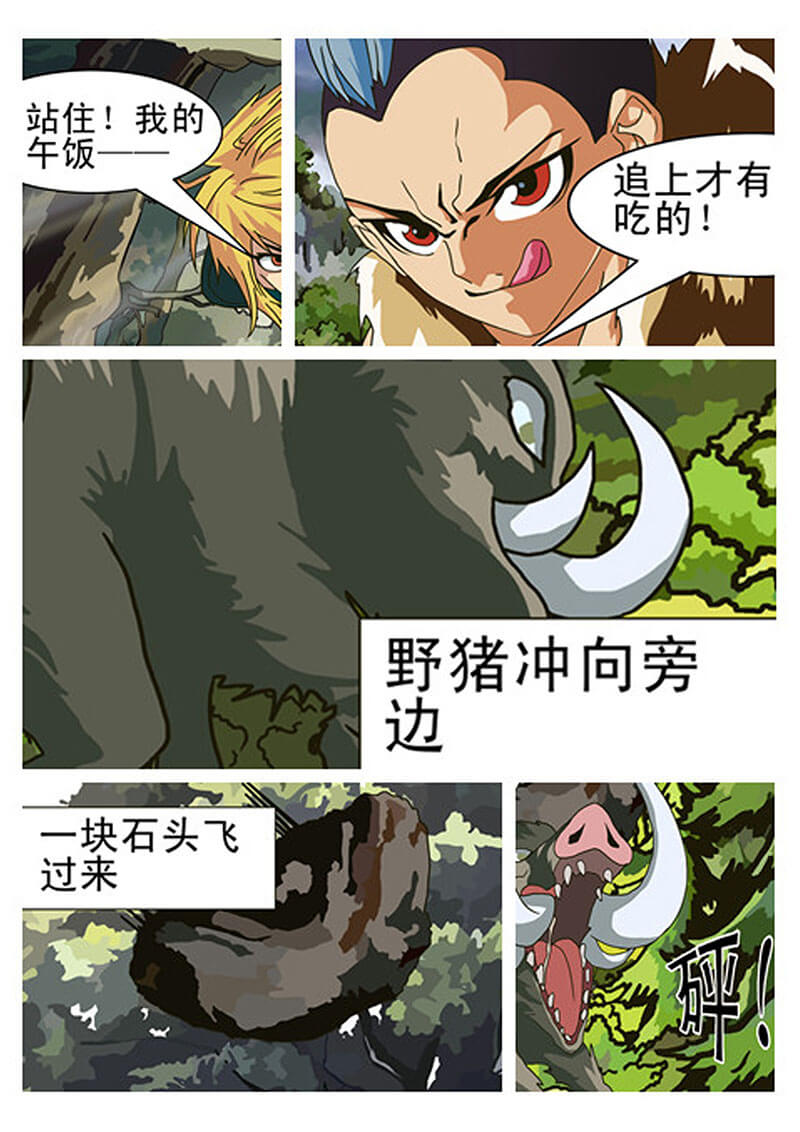 站住！我的
午饭——
追上才有
吃的！
野猪冲向旁
边
一块石头飞
过来
砰！